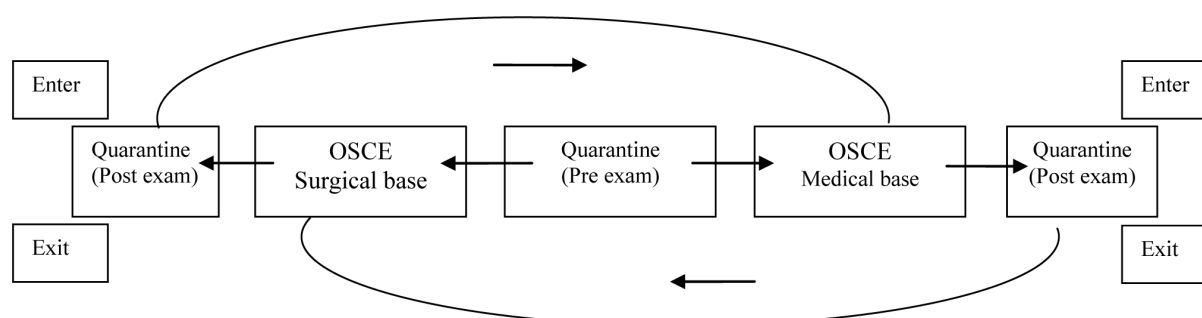 Enter
Enter
Quarantine
(Post exam)
OSCE
Surgical base
Quarantine
(Pre exam)
OSCE
Medical base
Quarantine
(Post exam)
Exit
Exit